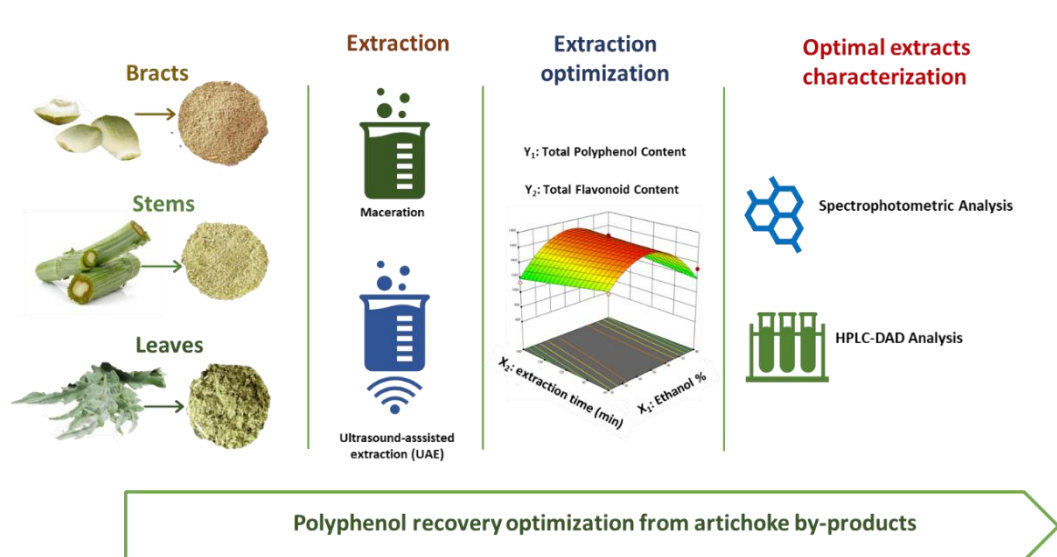 Bracts
Stems
Leaves
Extraction
Maceration
Ultrasound-asssisted
extraction (UAE)
Extraction
optimization
Y₁: Total Polyphenol Content
Y₂: Total Flavonoid Content
X₂: extraction time (min)
X₁: Ethanol %
Optimal extracts
characterization
Spectrophotometric Analysis
HPLC-DAD Analysis
Polyphenol recovery optimization from artichoke by-products